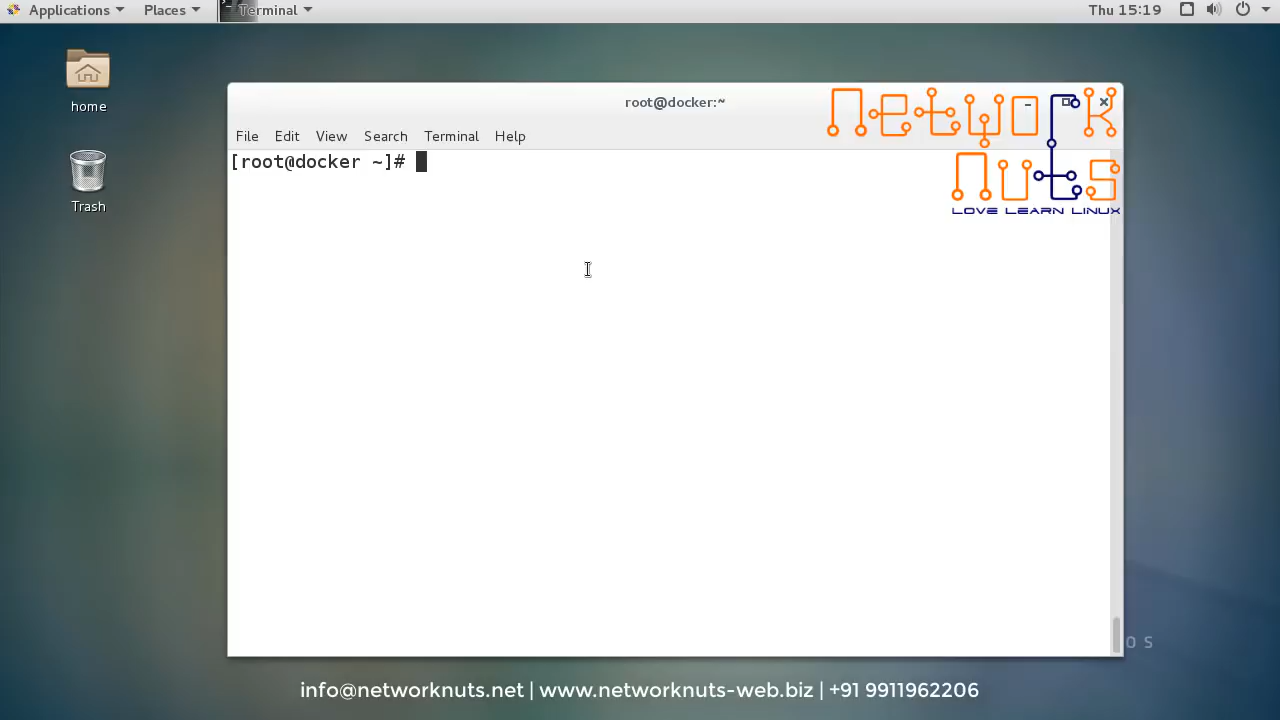 Applications Places Terminal Thu 15:19
home
Trash
root@docker:~
File Edit View Search Terminal Help
[root@docker ~]#
network
nuts
LOVE LEARN LINUX
OS
info@networknuts.net | www.networknuts-web.biz | +91 9911962206